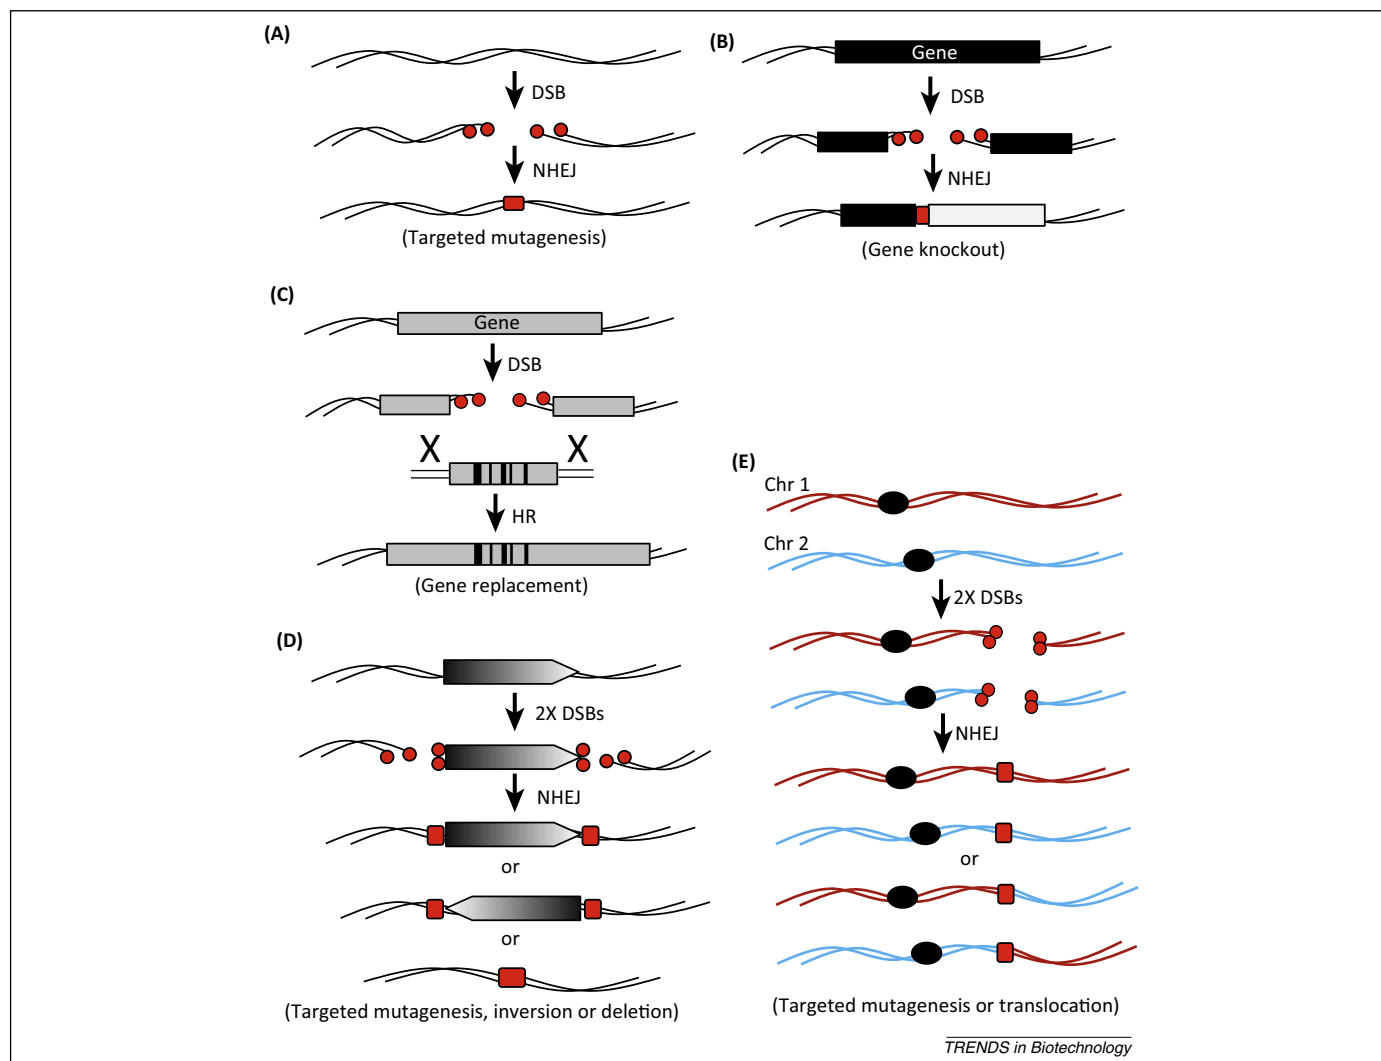 (A)
DSB
NHEJ
(Targeted mutagenesis)
(B)
Gene
DSB
NHEJ
(Gene knockout)
(C)
Gene
DSB
X X
HR
(Gene replacement)
(D)
2X DSBs
NHEJ
or
or
(Targeted mutagenesis, inversion or deletion)
(E)
Chr 1
Chr 2
2X DSBs
NHEJ
or
(Targeted mutagenesis or translocation)
TRENDS in Biotechnology